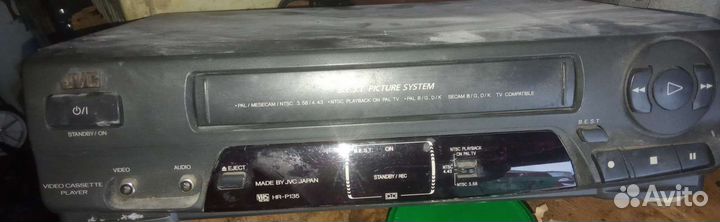 JVC
B.E.S.T. PICTURE SYSTEM
•PAL/MESECAM/NTSC 3.58/4.43 •NTSC PLAYBACK ON PAL TV •PAL B/G, D/K SECAM B/G, D/K TV COMPATIBLE
STANDBY/ON
B.E.S.T.
VIDEO
AUDIO
EJECT
B.E.S.T. ON
NTSC PLAYBACK
ON PAL TV
NTSC
4.43
NTSC 3.58
STANDBY/REC
MADE BY JVC JAPAN
VHS HR-P135
VIDEO CASSETTE
PLAYER
Avito